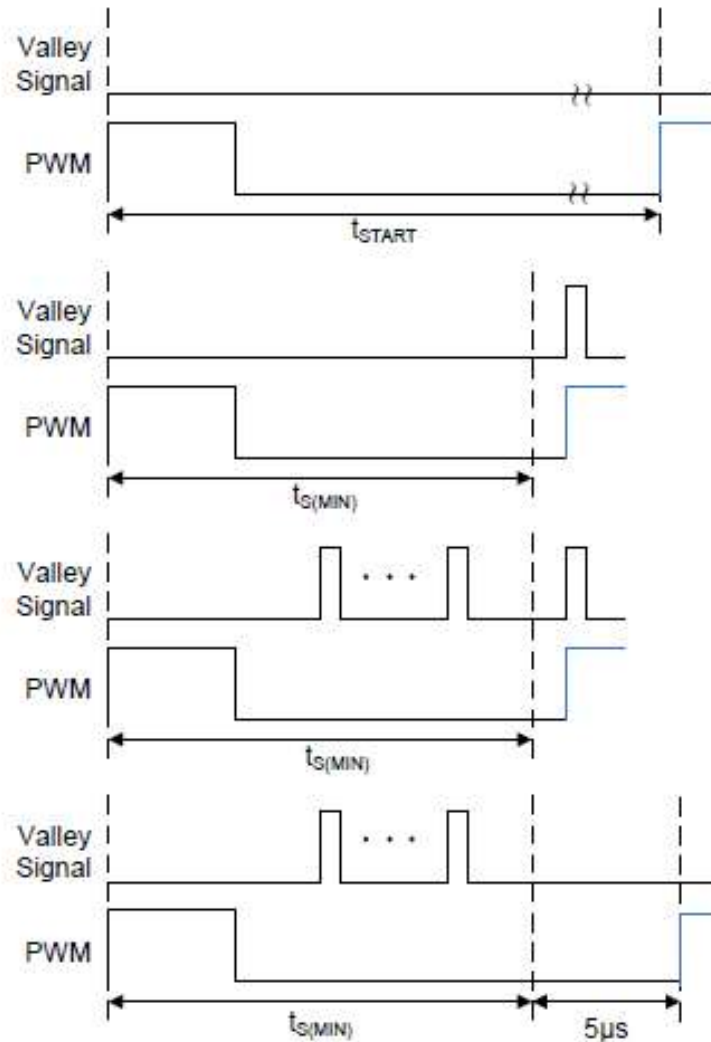 Valley
Signal
PWM
tSTART
Valley
Signal
PWM
tS(MIN)
Valley
Signal
. . .
PWM
tS(MIN)
Valley
Signal
. . .
PWM
tS(MIN)
5µs